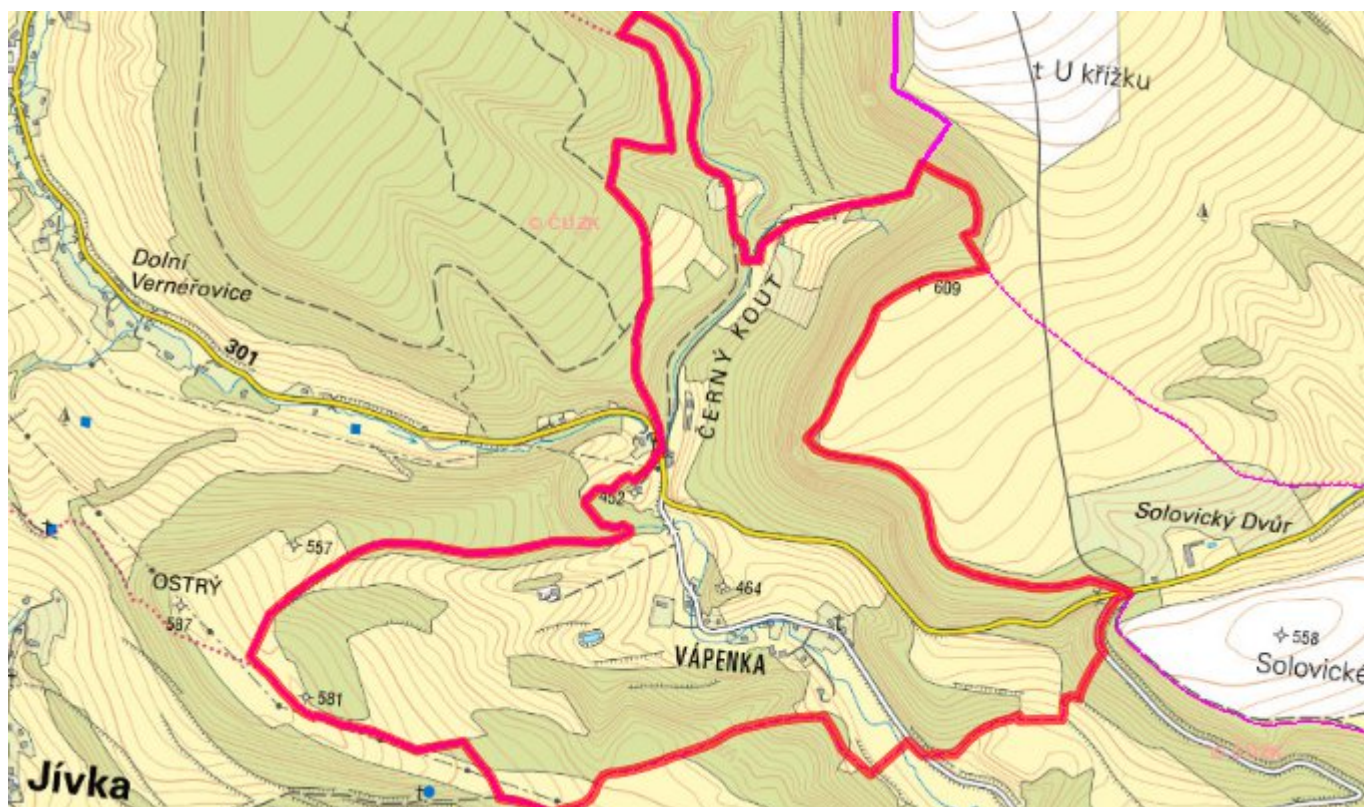 U křížku
© ČÚZK
Dolní
Vernéřovice
609
301
ČERNÝ KOUT
452
Solovický Dvůr
557
OSTRÝ
587
464
558
VÁPENKA
Solovické
581
Jívka